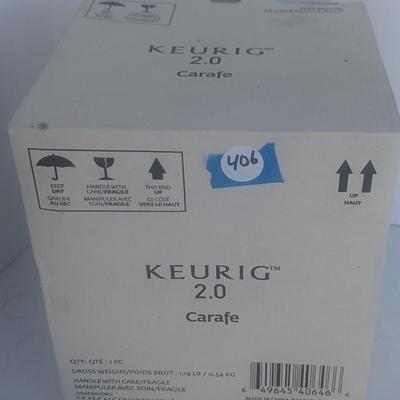 KEURIG™
2.0
Carafe
406
KEEP
DRY
GARDER
AU SEC
HANDLE WITH
CARE/FRAGILE
MANIPULER AVEC
SOIN/FRAGILE
THIS END
UP
CE CÔTÉ
VERS LE HAUT
UP
HAUT
KEURIG™
2.0
Carafe
QTY: QTÉ : 1 PC
GROSS WEIGHT/POIDS BRUT : 1.19 LB / 0.54 KG
HANDLE WITH CARE/FRAGILE
MANIPULER AVEC SOIN/FRAGILE
DIMENSIONS:
6 49645 40646 6